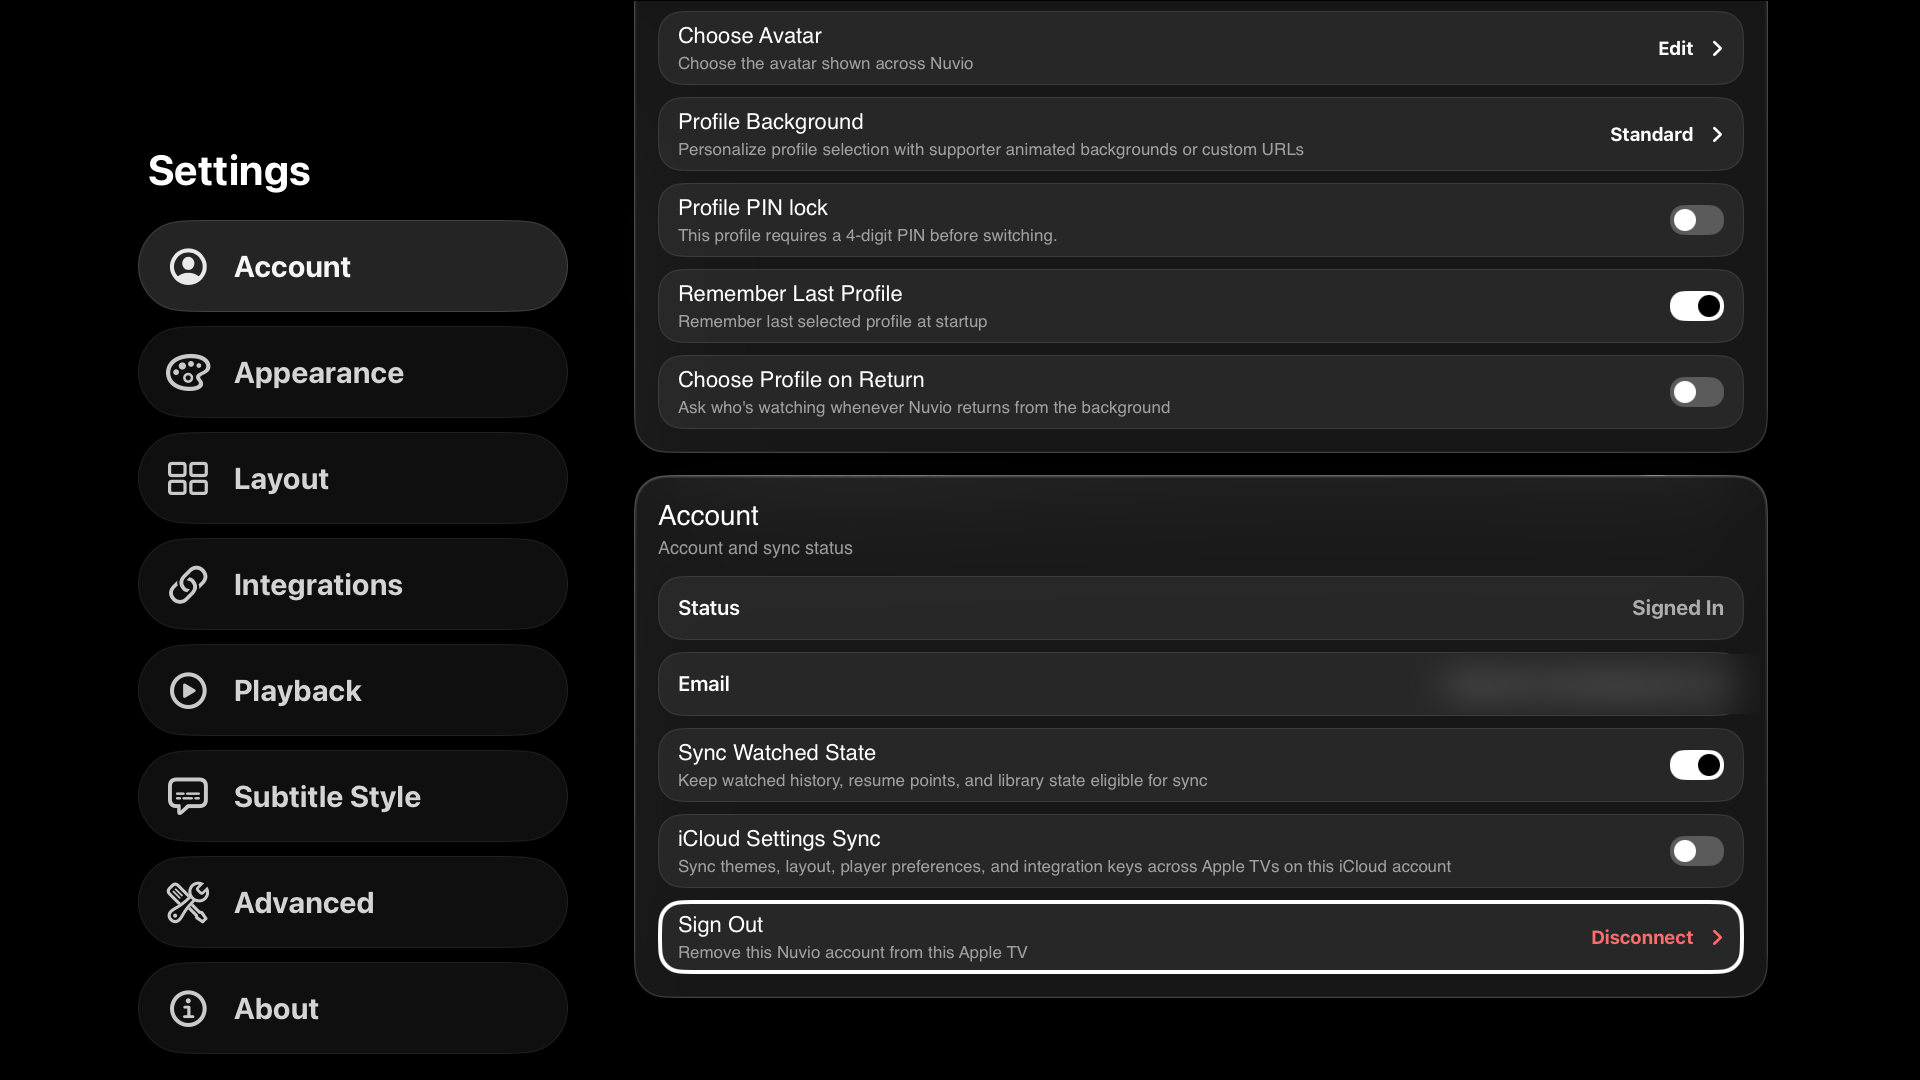 Settings
Account
Appearance
Layout
Integrations
Playback
Subtitle Style
Advanced
About
Choose Avatar
Choose the avatar shown across Nuvio
Edit
Profile Background
Personalize profile selection with supporter animated backgrounds or custom URLs
Standard
Profile PIN lock
This profile requires a 4-digit PIN before switching.
Remember Last Profile
Remember last selected profile at startup
Choose Profile on Return
Ask who's watching whenever Nuvio returns from the background
Account
Account and sync status
Status
Signed In
Email
Sync Watched State
Keep watched history, resume points, and library state eligible for sync
iCloud Settings Sync
Sync themes, layout, player preferences, and integration keys across Apple TVs on this iCloud account
Sign Out
Remove this Nuvio account from this Apple TV
Disconnect